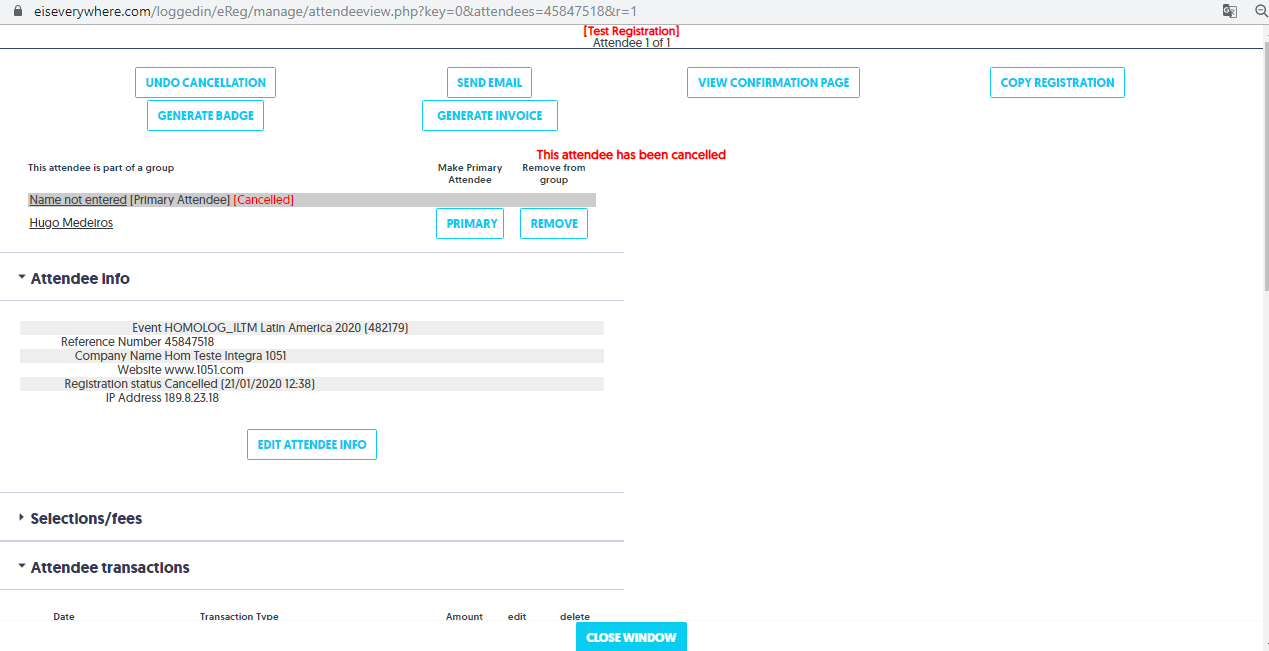 eiseverywhere.com/loggedin/eReg/manage/attendeeview.php?key=0&attendees=45847518&r=1
[Test Registration]
Attendee 1 of 1
UNDO CANCELLATION SEND EMAIL VIEW CONFIRMATION PAGE COPY REGISTRATION
GENERATE BADGE GENERATE INVOICE
This attendee has been cancelled
This attendee is part of a group Make Primary Attendee Remove from group
Name not entered [Primary Attendee] [Cancelled]
Hugo Medeiros PRIMARY REMOVE
Attendee info
Event HOMOLOG_ILTM Latin America 2020 (482179)
Reference Number 45847518
Company Name Hom Teste Integra 1051
Website www.1051.com
Registration status Cancelled (21/01/2020 12:38)
IP Address 189.8.23.18
EDIT ATTENDEE INFO
Selections/fees
Attendee transactions
Date Transaction Type Amount edit delete
CLOSE WINDOW